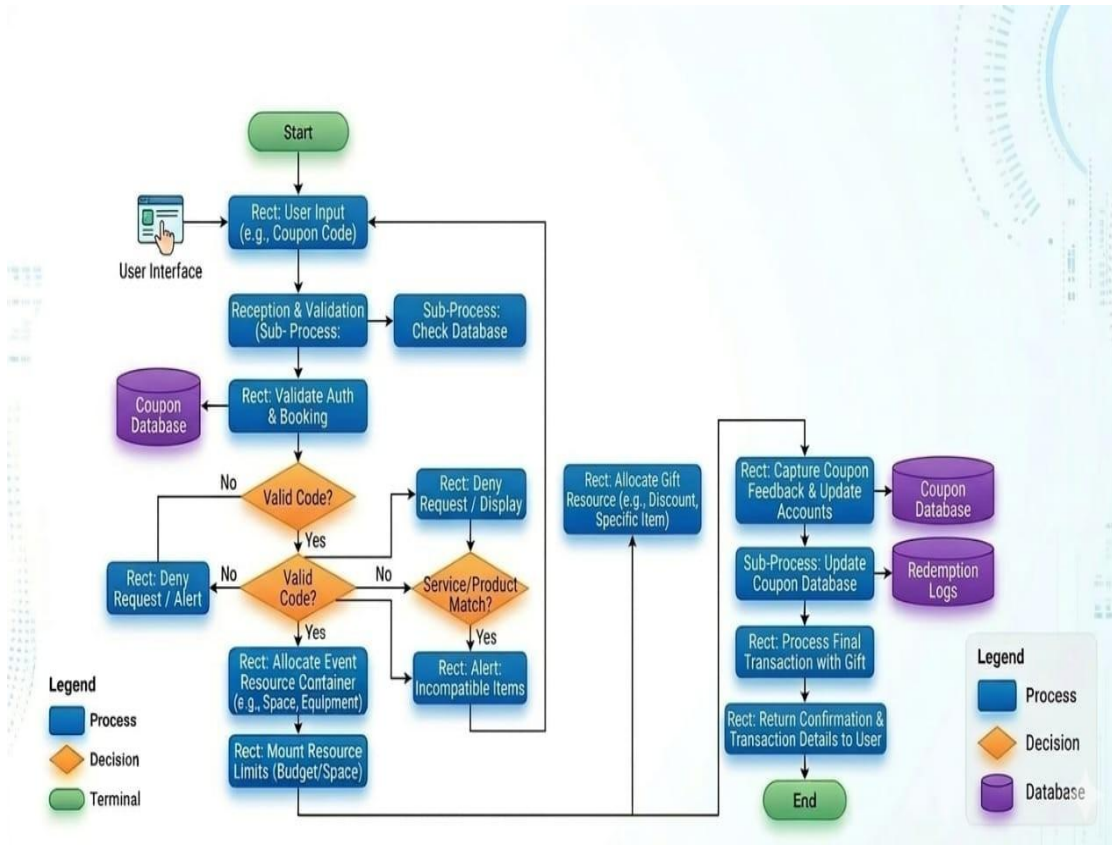 Start
Rect: User Input
(e.g., Coupon Code)
User Interface
Reception & Validation
(Sub- Process:
Sub-Process:
Check Database
Coupon
Database
Rect: Validate Auth
& Booking
No
Valid Code?
Yes
Rect: Deny
Request / Display
Rect: Deny
Request / Alert
No
Valid
Code?
No
Service/Product
Match?
Yes
Yes
Rect: Allocate Event
Resource Container
(e.g., Space, Equipment)
Rect: Alert:
Incompatible Items
Rect: Mount Resource
Limits (Budget/Space)
Legend
Process
Decision
Terminal
Rect: Allocate Gift
Resource (e.g., Discount,
Specific Item)
Rect: Capture Coupon
Feedback & Update
Accounts
Coupon
Database
Sub-Process: Update
Coupon Database
Redemption
Logs
Rect: Process Final
Transaction with Gift
Rect: Return Confirmation &
Transaction Details to User
End
Legend
Process
Decision
Database